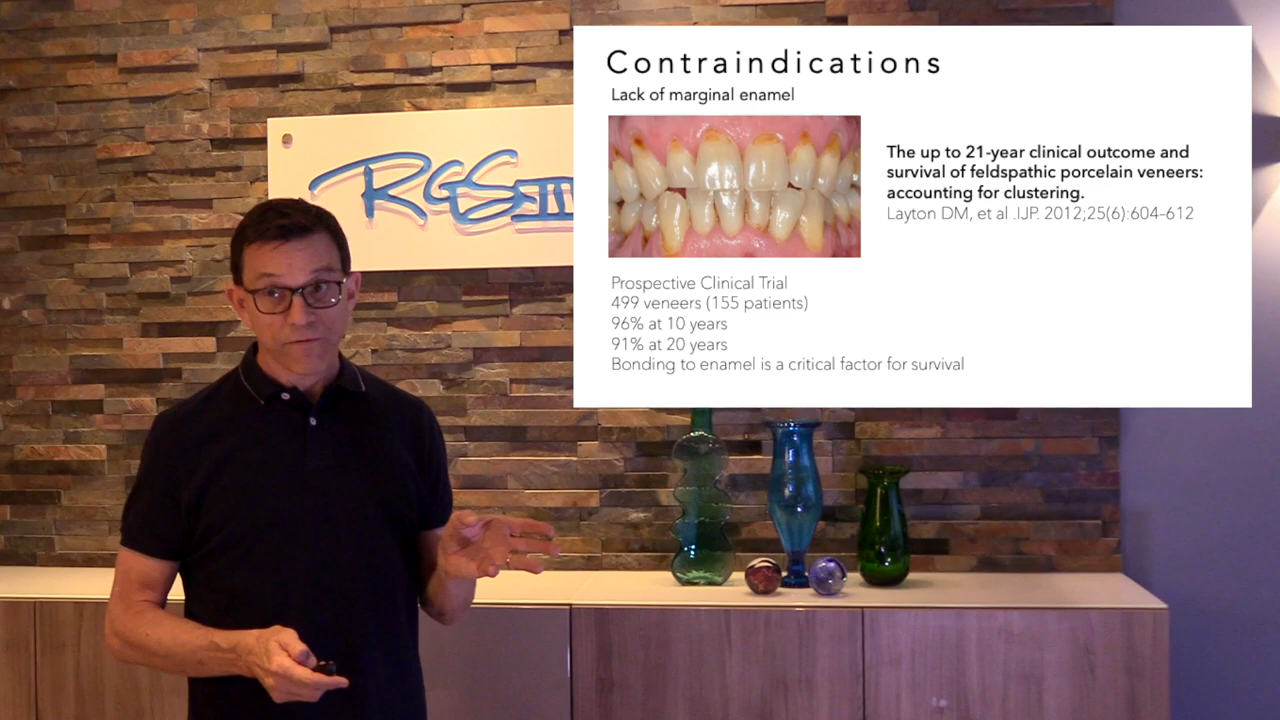 Contraindications
Lack of marginal enamel
The up to 21-year clinical outcome and
survival of feldspathic porcelain veneers:
accounting for clustering.
Layton DM, et al .IJP. 2012;25(6):604-612
Prospective Clinical Trial
499 veneers (155 patients)
96% at 10 years
91% at 20 years
Bonding to enamel is a critical factor for survival
RGSIII